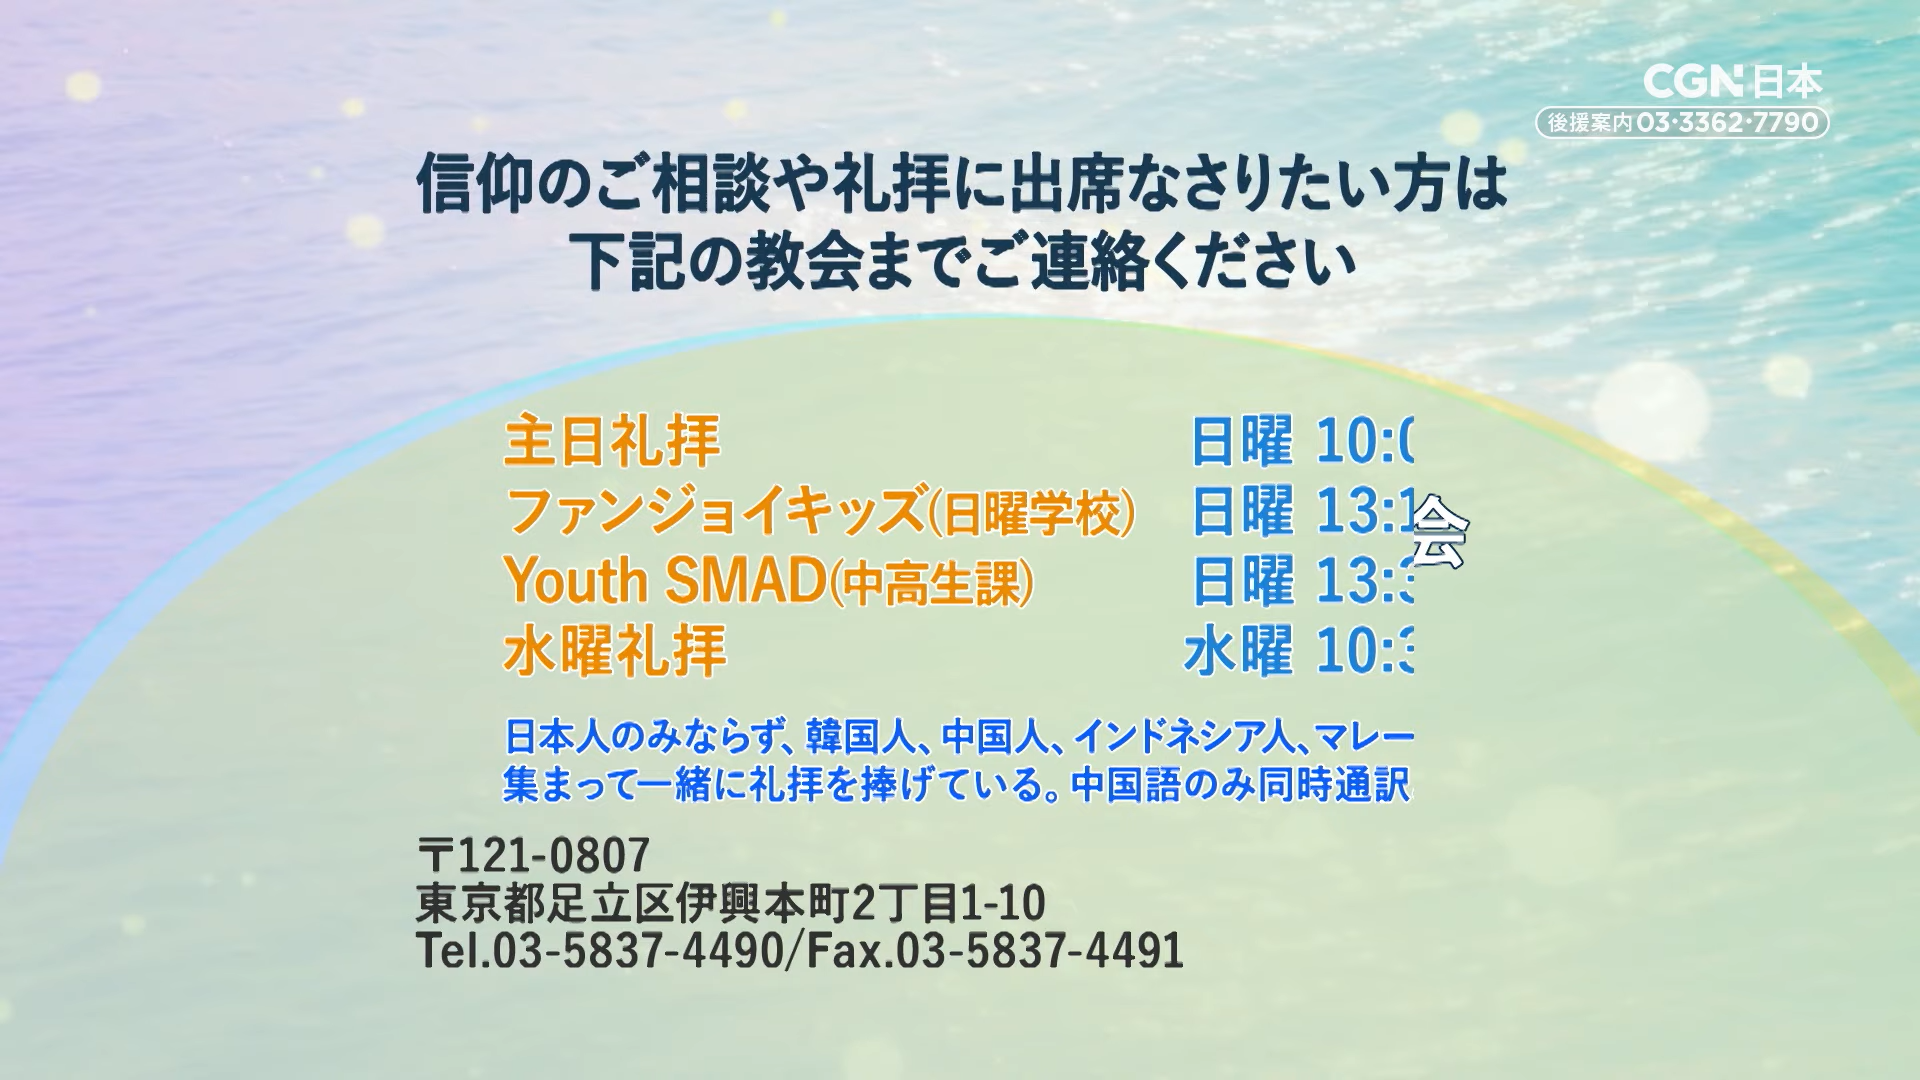 CGN日本
後援案内 03·3362·7790
信仰のご相談や礼拝に出席なさりたい方は
下記の教会までご連絡ください
主日礼拝 日曜 10:
ファンジョイキッズ(日曜学校) 日曜 13:1
会
Youth SMAD(中高生課) 日曜 13:
水曜礼拝 水曜 10:
日本人のみならず、韓国人、中国人、インドネシア人、マレー
集まって一緒に礼拝を捧げている。中国語のみ同時通訳
〒121-0807
東京都足立区伊興本町2丁目1-10
Tel.03-5837-4490/Fax.03-5837-4491